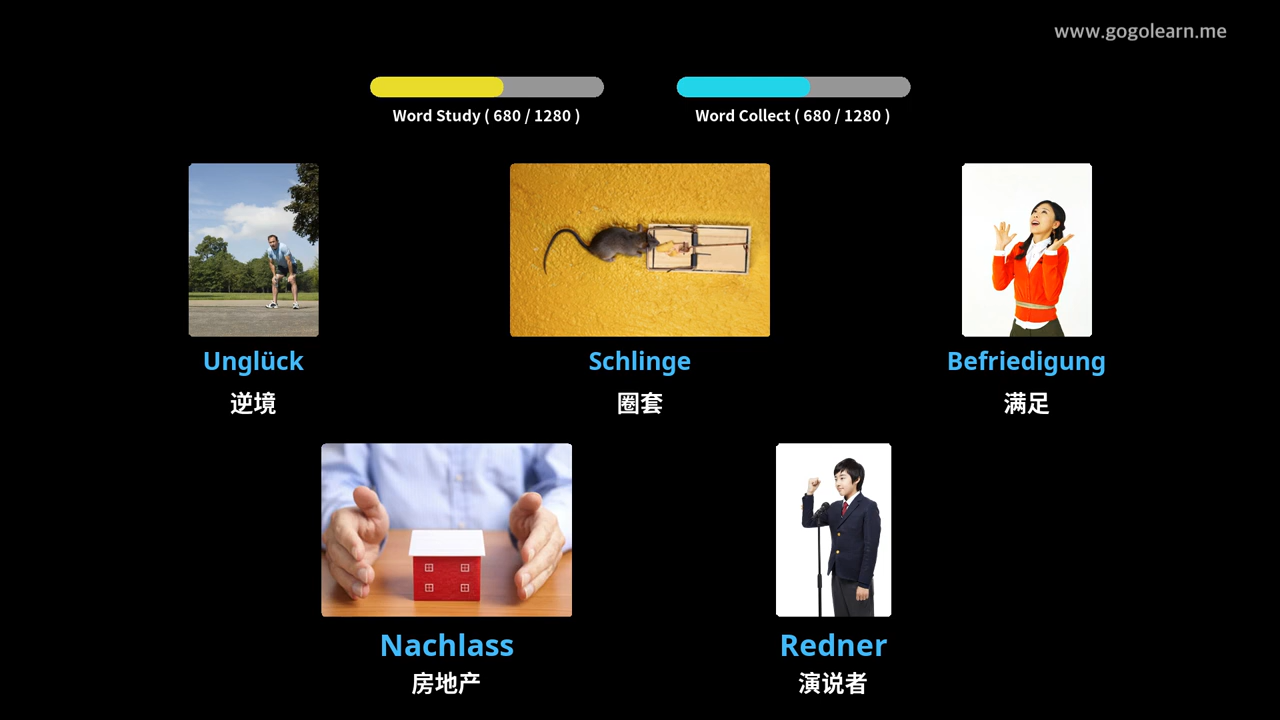 www.gogolearn.me
Word Study ( 680 / 1280 )
Word Collect ( 680 / 1280 )
Unglück
逆境
Schlinge
圈套
Befriedigung
满足
Nachlass
房地产
Redner
演说者